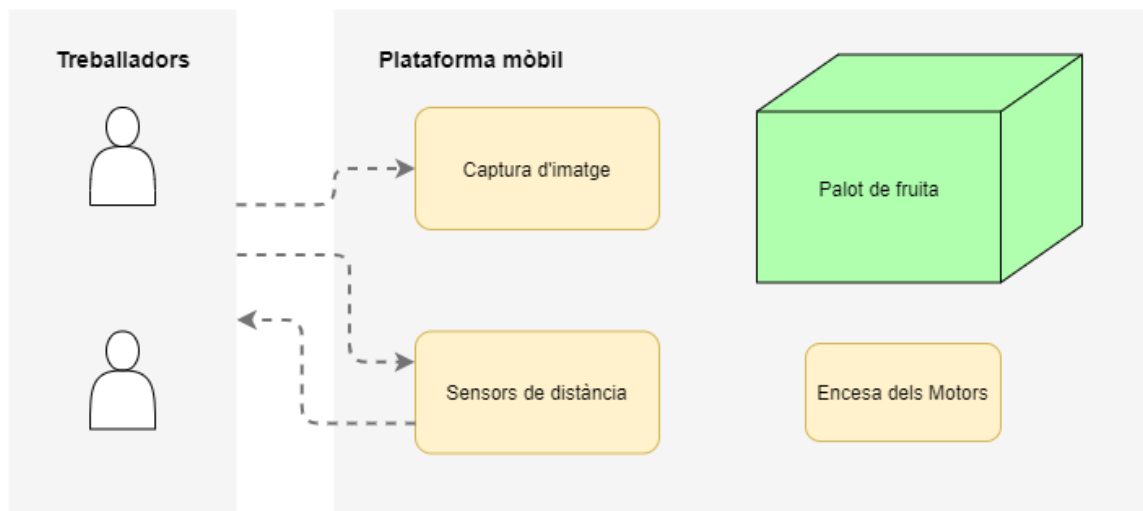 Treballadors
Plataforma mòbil
Captura d'imatge
Palot de fruita
Sensors de distància
Encesa dels Motors